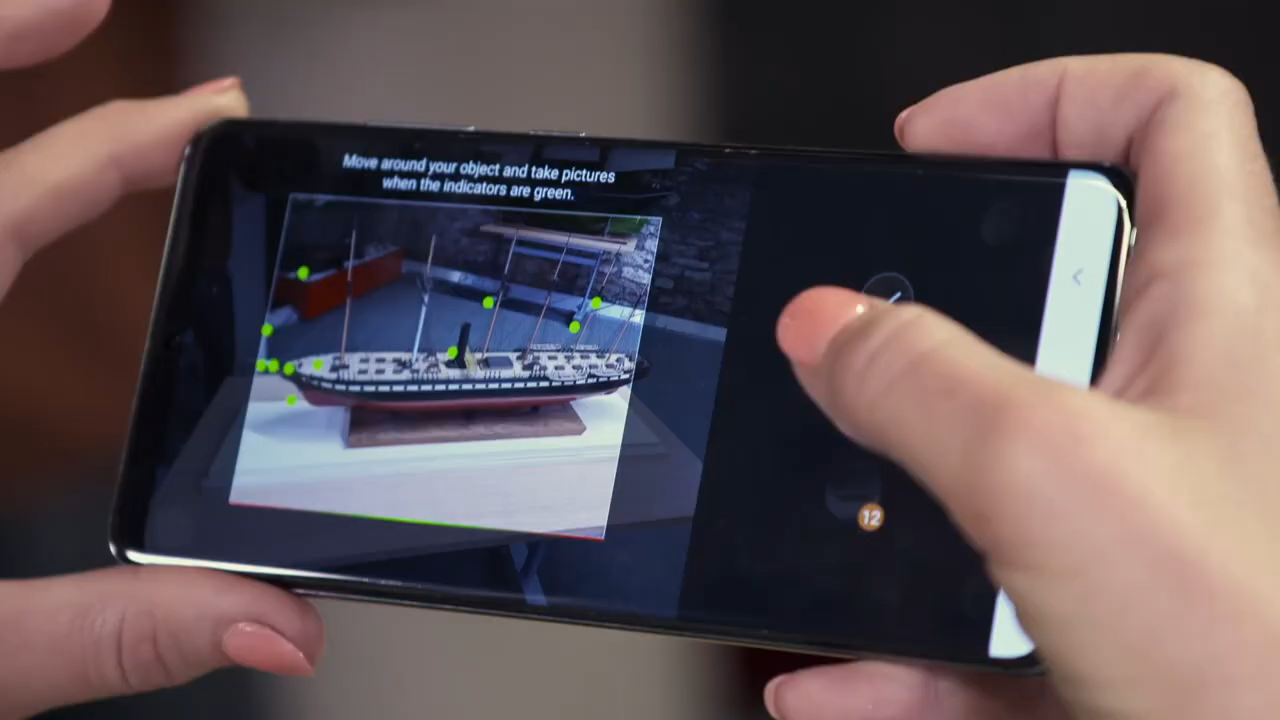 Move around your object and take pictures
when the indicators are green.
12